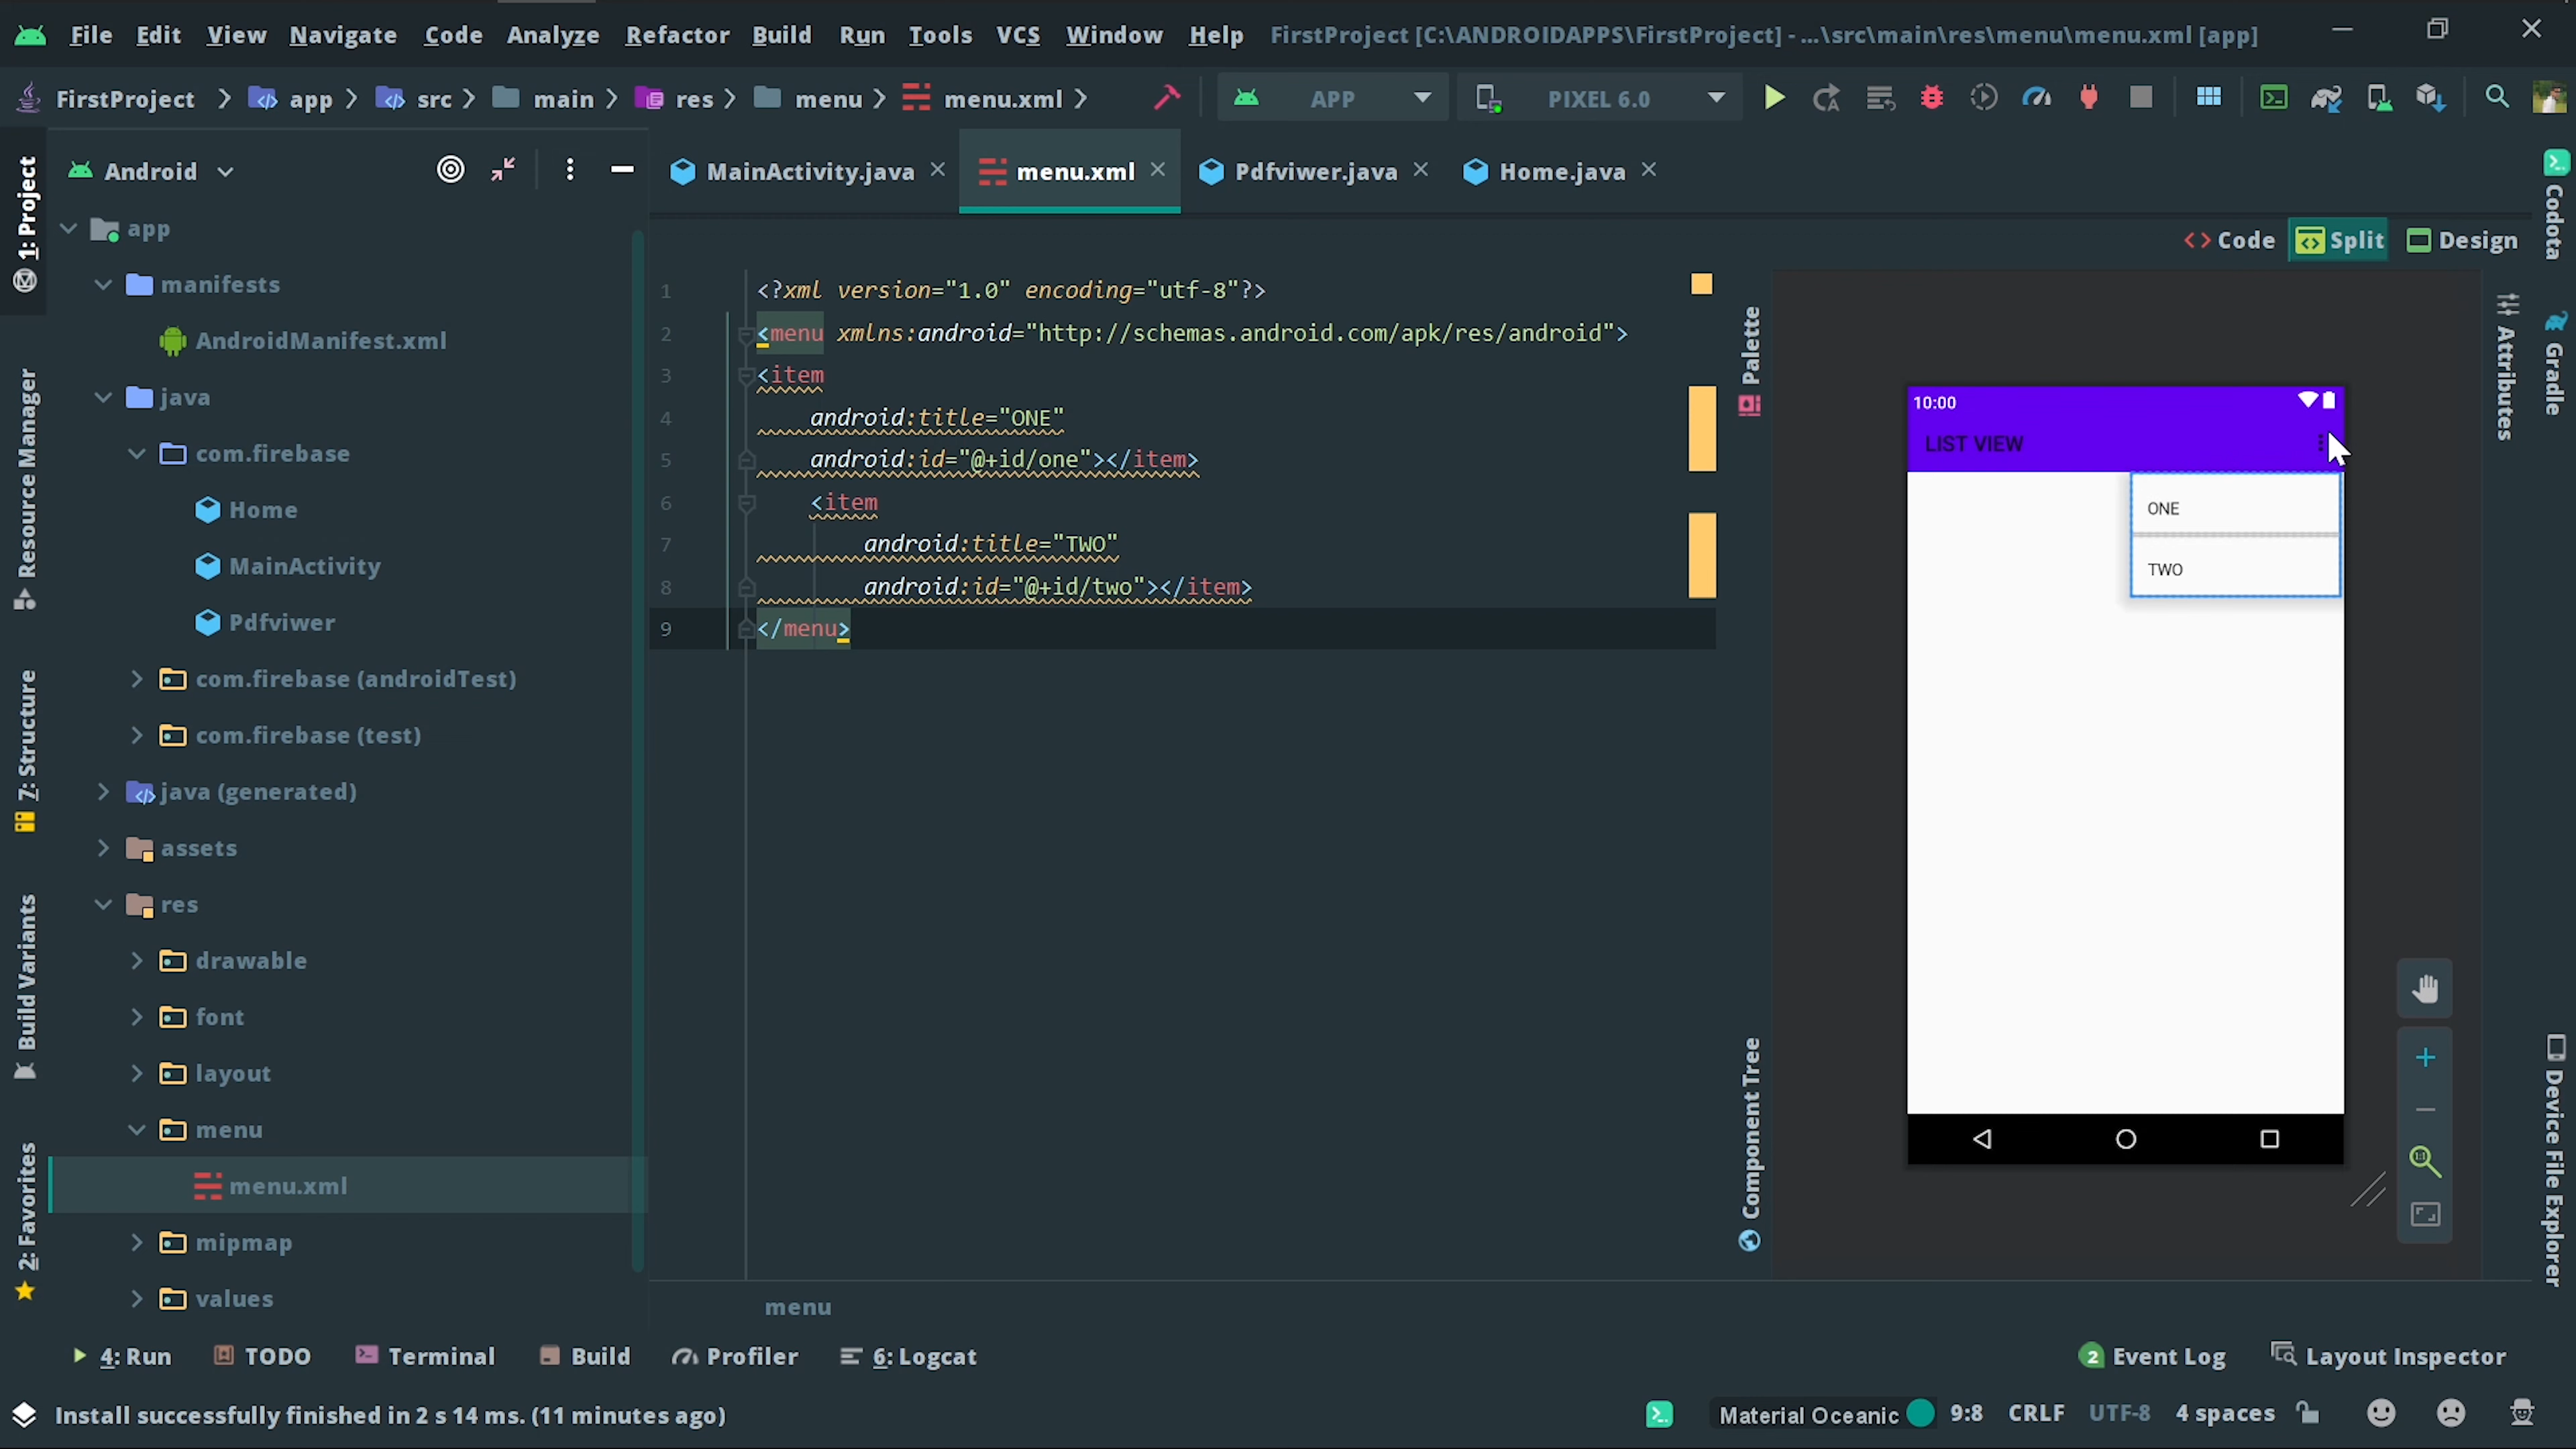 File Edit View Navigate Code Analyze Refactor Build Run Tools VCS Window Help FirstProject [C:\ANDROIDAPPS\FirstProject] - ...\src\main\res\menu\menu.xml [app]
FirstProject app src main res menu menu.xml APP PIXEL 6.0
Android
MainActivity.java menu.xml Pdfviwer.java Home.java
Code Split Design
1: Project
Resource Manager
7: Structure
Build Variants
2: Favorites
app
manifests
AndroidManifest.xml
java
com.firebase
Home
MainActivity
Pdfviwer
com.firebase (androidTest)
com.firebase (test)
java (generated)
assets
res
drawable
font
layout
menu
menu.xml
mipmap
values
1 <?xml version="1.0" encoding="utf-8"?>
2 <menu xmlns:android="http://schemas.android.com/apk/res/android">
3 <item
4 android:title="ONE"
5 android:id="@+id/one"></item>
6 <item
7 android:title="TWO"
8 android:id="@+id/two"></item>
9 </menu>
menu
Palette
Component Tree
10:00
LIST VIEW
ONE
TWO
1:1
Attributes
Codota
Gradle
Device File Explorer
4: Run TODO Terminal Build Profiler 6: Logcat 2 Event Log Layout Inspector
Install successfully finished in 2 s 14 ms. (11 minutes ago) Material Oceanic 9:8 CRLF UTF-8 4 spaces